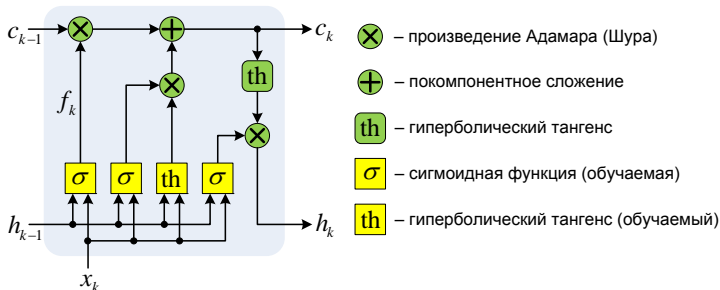 c_{k-1}
c_k
f_k
th
σ
σ
th
σ
h_{k-1}
h_k
x_k
– произведение Адамара (Шура)
– покомпонентное сложение
th – гиперболический тангенс
σ – сигмоидная функция (обучаемая)
th – гиперболический тангенс (обучаемый)